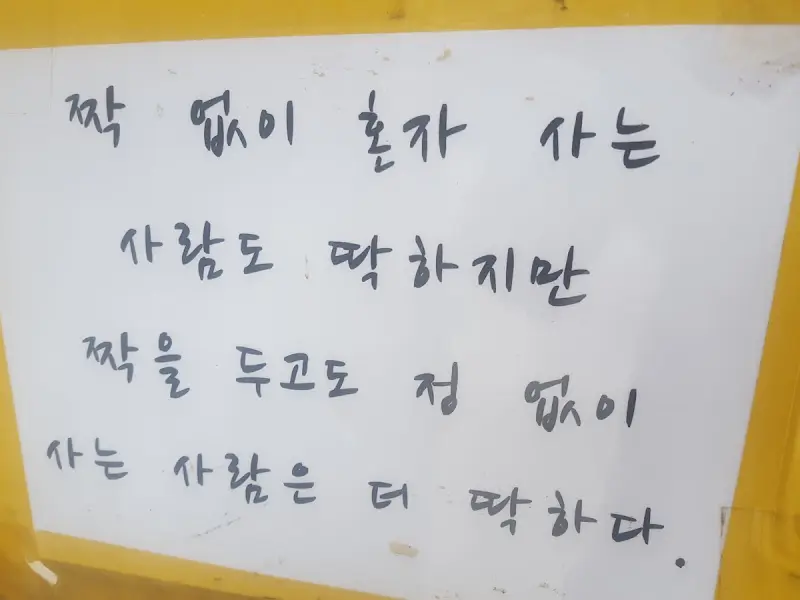 짝 없이 혼자 사는
사람도 딱하지만
짝을 두고도 정 없이
사는 사람은 더 딱하다.